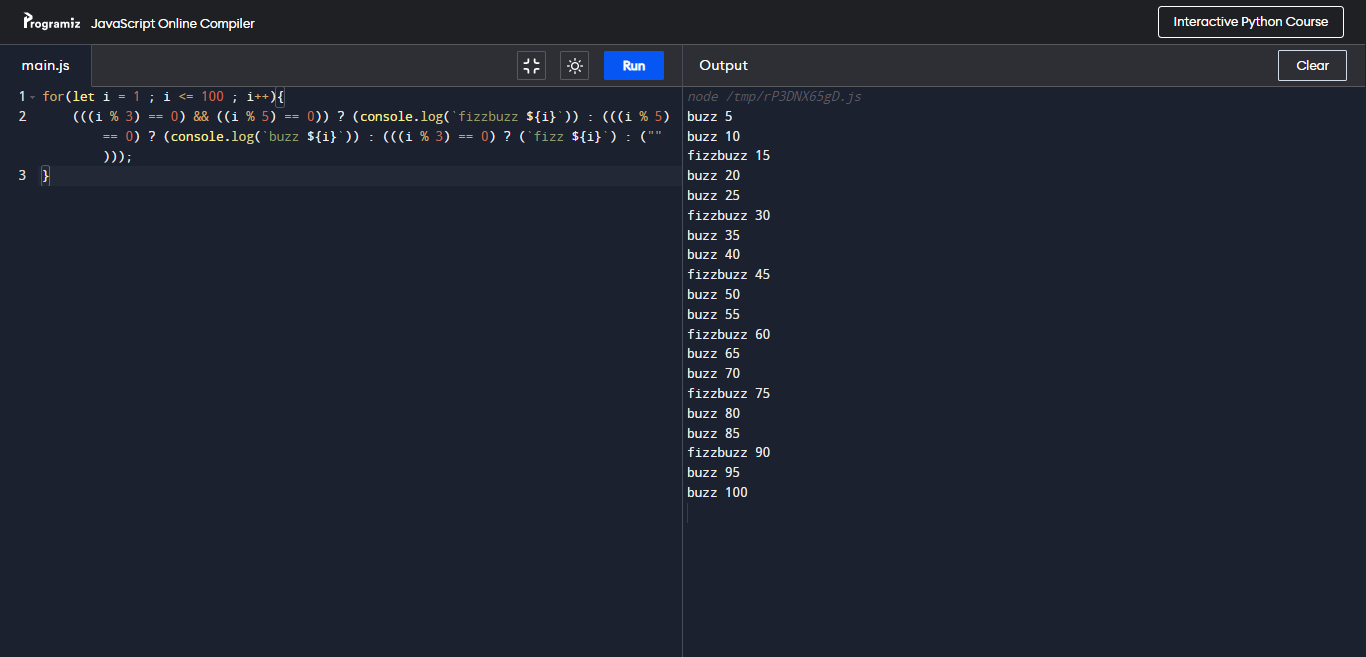 Programiz JavaScript Online Compiler
Interactive Python Course
main.js
Run
Output
Clear
1 for(let i = 1 ; i <= 100 ; i++){
2 (((i % 3) == 0) && ((i % 5) == 0)) ? (console.log(`fizzbuzz ${i}`)) : (((i % 5)
== 0) ? (console.log(`buzz ${i}`)) : (((i % 3) == 0) ? (`fizz ${i}`) : (""
)));
3 }
node /tmp/rP3DNX65gD.js
buzz 5
buzz 10
fizzbuzz 15
buzz 20
buzz 25
fizzbuzz 30
buzz 35
buzz 40
fizzbuzz 45
buzz 50
buzz 55
fizzbuzz 60
buzz 65
buzz 70
fizzbuzz 75
buzz 80
buzz 85
fizzbuzz 90
buzz 95
buzz 100